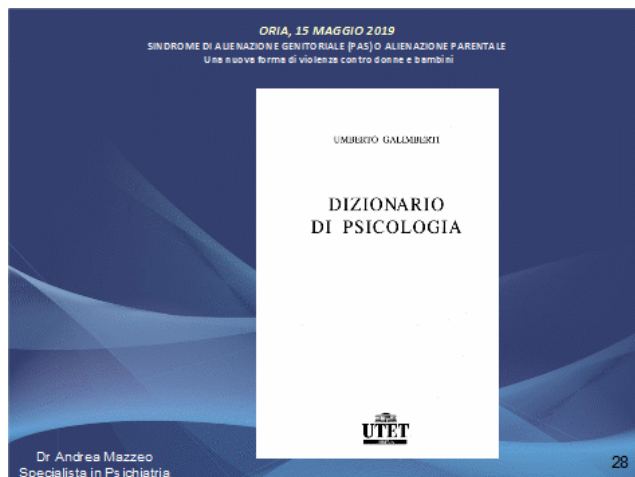 ORIA, 15 MAGGIO 2019
SINDROME DI ALIENAZIONE GENITORIALE (PAS) O ALIENAZIONE PARENTALE
Una nuova forma di violenza contro donne e bambini
UMBERTO GALIMBERTI
DIZIONARIO
DI PSICOLOGIA
UTET
Dr Andrea Mazzeo
Specialista in Psichiatria
28